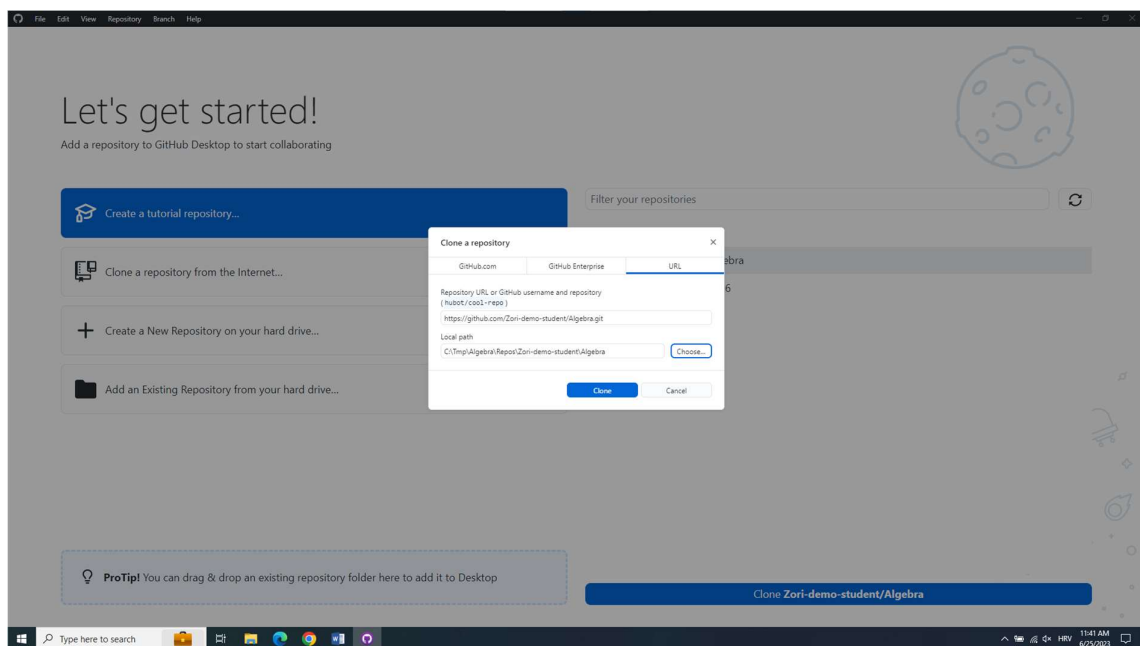 File Edit View Repository Branch Help
Let's get started!
Add a repository to GitHub Desktop to start collaborating
Create a tutorial repository...
Clone a repository from the Internet...
Create a New Repository on your hard drive...
Add an Existing Repository from your hard drive...
ProTip! You can drag & drop an existing repository folder here to add it to Desktop
Filter your repositories
ebra
6
Clone Zori-demo-student/Algebra
Clone a repository
GitHub.com GitHub Enterprise URL
Repository URL or GitHub username and repository
(hubot/cool-repo)
https://github.com/Zori-demo-student/Algebra.git
Local path
C:\Tmp\Algebra\Repos\Zori-demo-student\Algebra
Choose...
Clone Cancel
Type here to search
HRV
11:41 AM
6/25/2023